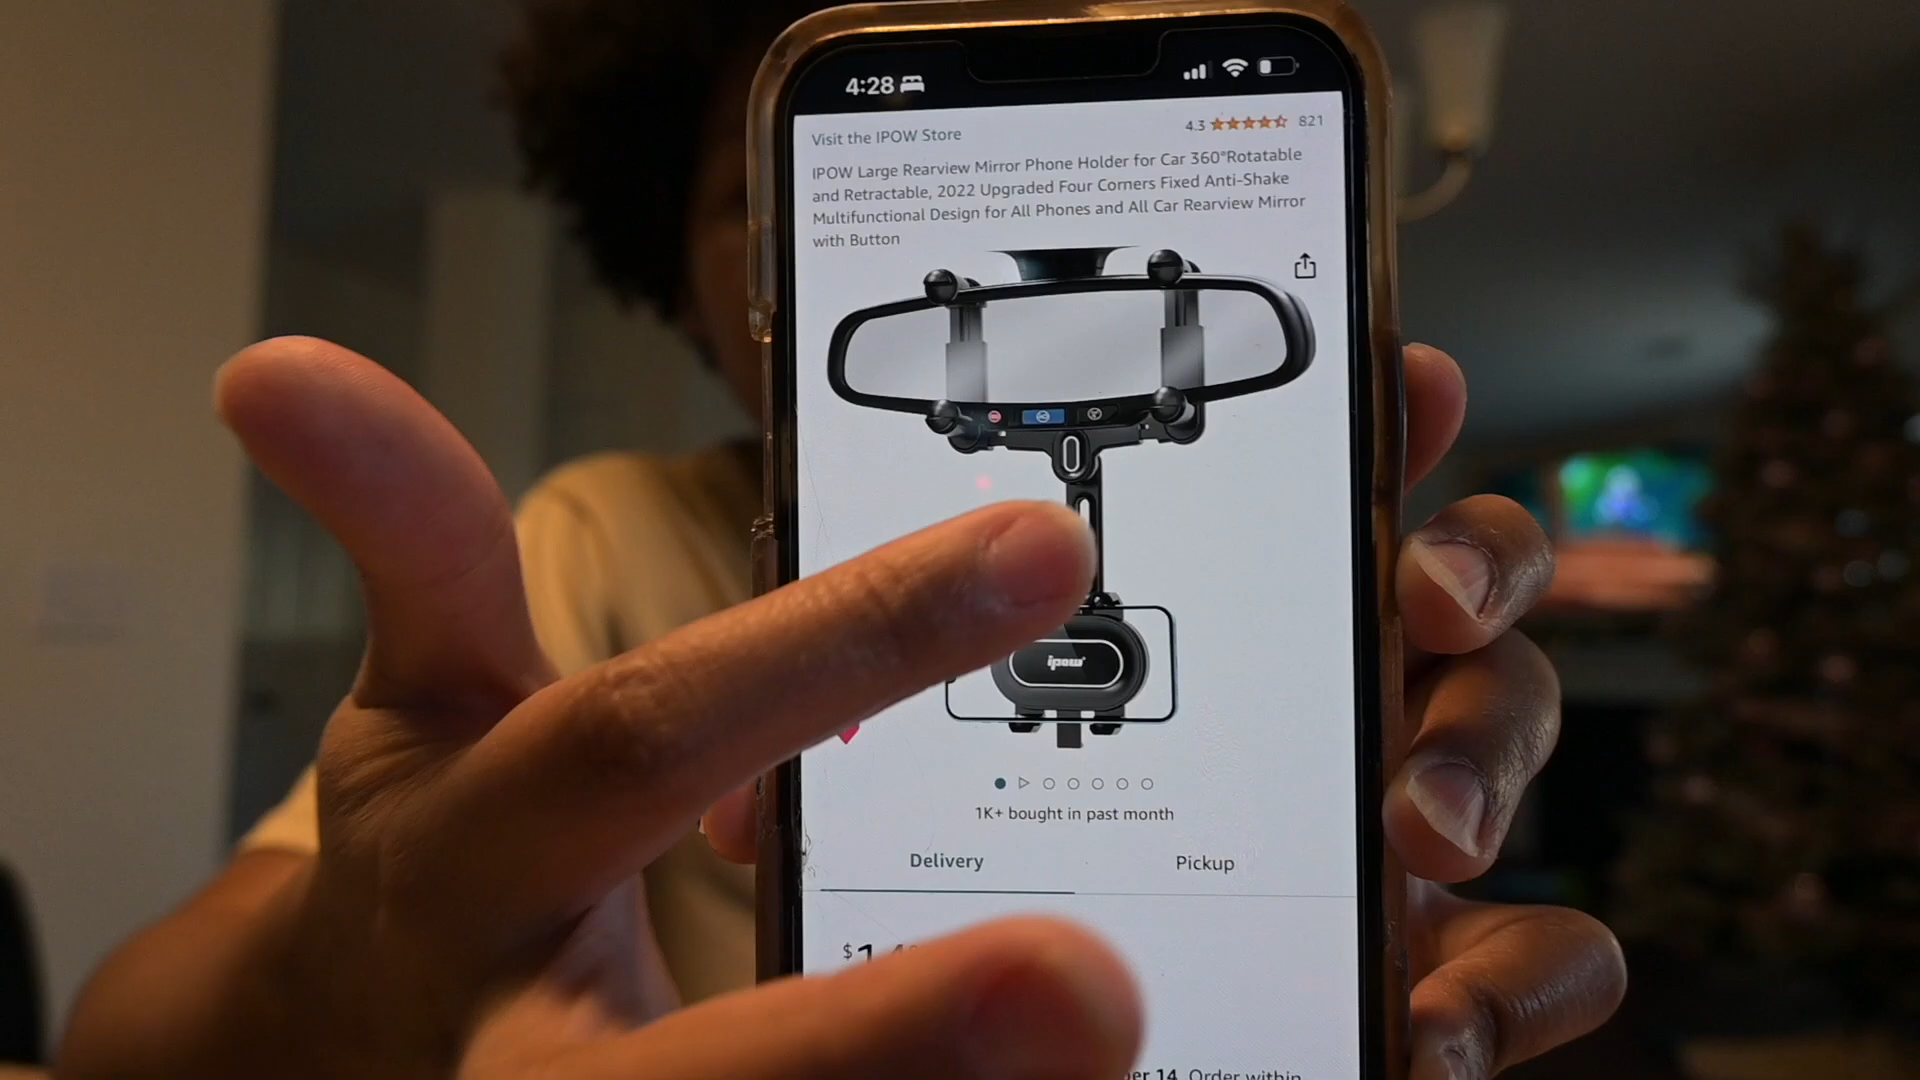 4:28
Visit the IPOW Store
4.3 821
IPOW Large Rearview Mirror Phone Holder for Car 360°Rotatable
and Retractable, 2022 Upgraded Four Corners Fixed Anti-Shake
Multifunctional Design for All Phones and All Car Rearview Mirror
with Button
ipow
1K+ bought in past month
Delivery Pickup
$
14. Order within